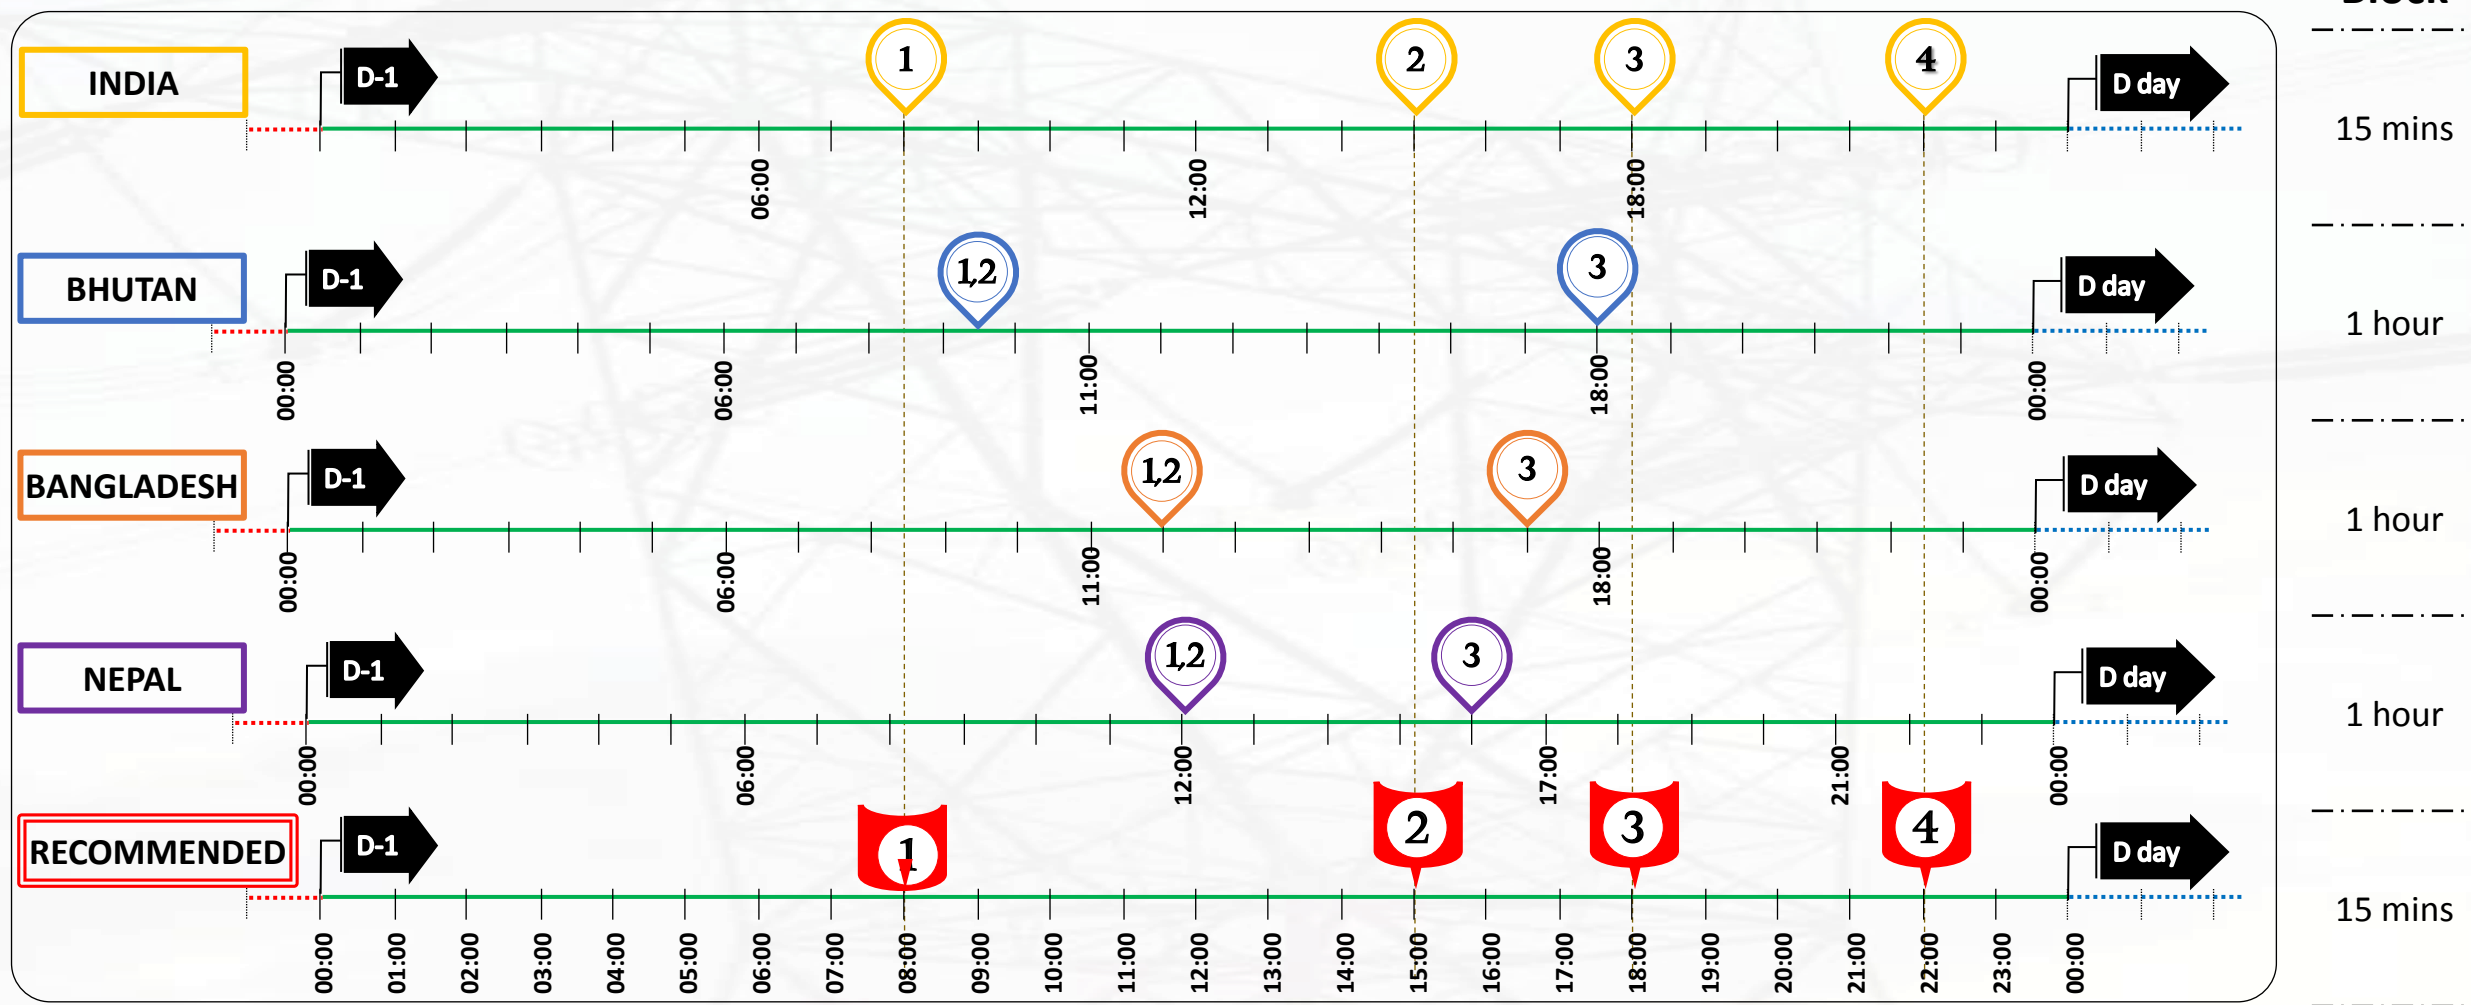 Block
INDIA
D-1
1
2
3
4
D day
15 mins
06:00
12:00
18:00
BHUTAN
D-1
1,2
3
D day
1 hour
00:00
06:00
11:00
18:00
00:00
BANGLADESH
D-1
1,2
3
D day
1 hour
00:00
06:00
11:00
18:00
00:00
NEPAL
D-1
1,2
3
D day
1 hour
00:00
06:00
12:00
17:00
21:00
00:00
RECOMMENDED
D-1
1
2
3
4
D day
15 mins
00:00
01:00
02:00
03:00
04:00
05:00
06:00
07:00
08:00
09:00
10:00
11:00
12:00
13:00
14:00
15:00
16:00
17:00
18:00
19:00
20:00
21:00
22:00
23:00
00:00